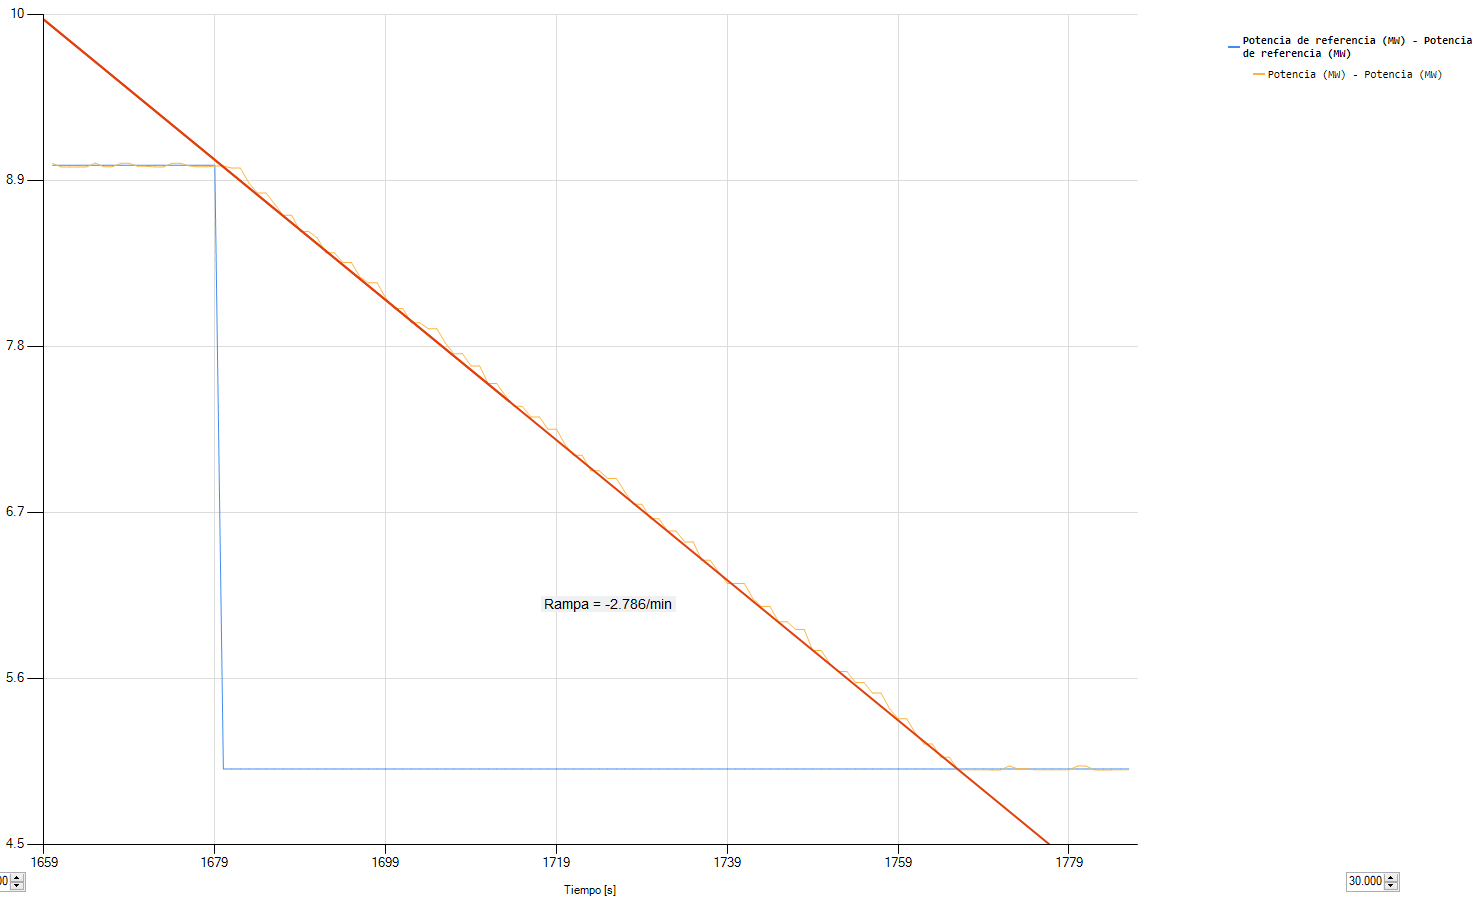 10
8.9
7.8
6.7
5.6
4.5
1659 1679 1699 1719 1739 1759 1779
Tiempo [s]
Rampa = -2.786/min
Potencia de referencia (MW) - Potencia
de referencia (MW)
Potencia (MW) - Potencia (MW)
30.000